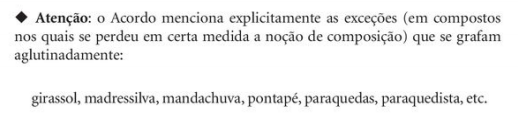 ◆ Atenção: o Acordo menciona explicitamente as exceções (em compostos
nos quais se perdeu em certa medida a noção de composição) que se grafam
aglutinadamente:
girassol, madressilva, mandachuva, pontapé, paraquedas, paraquedista, etc.